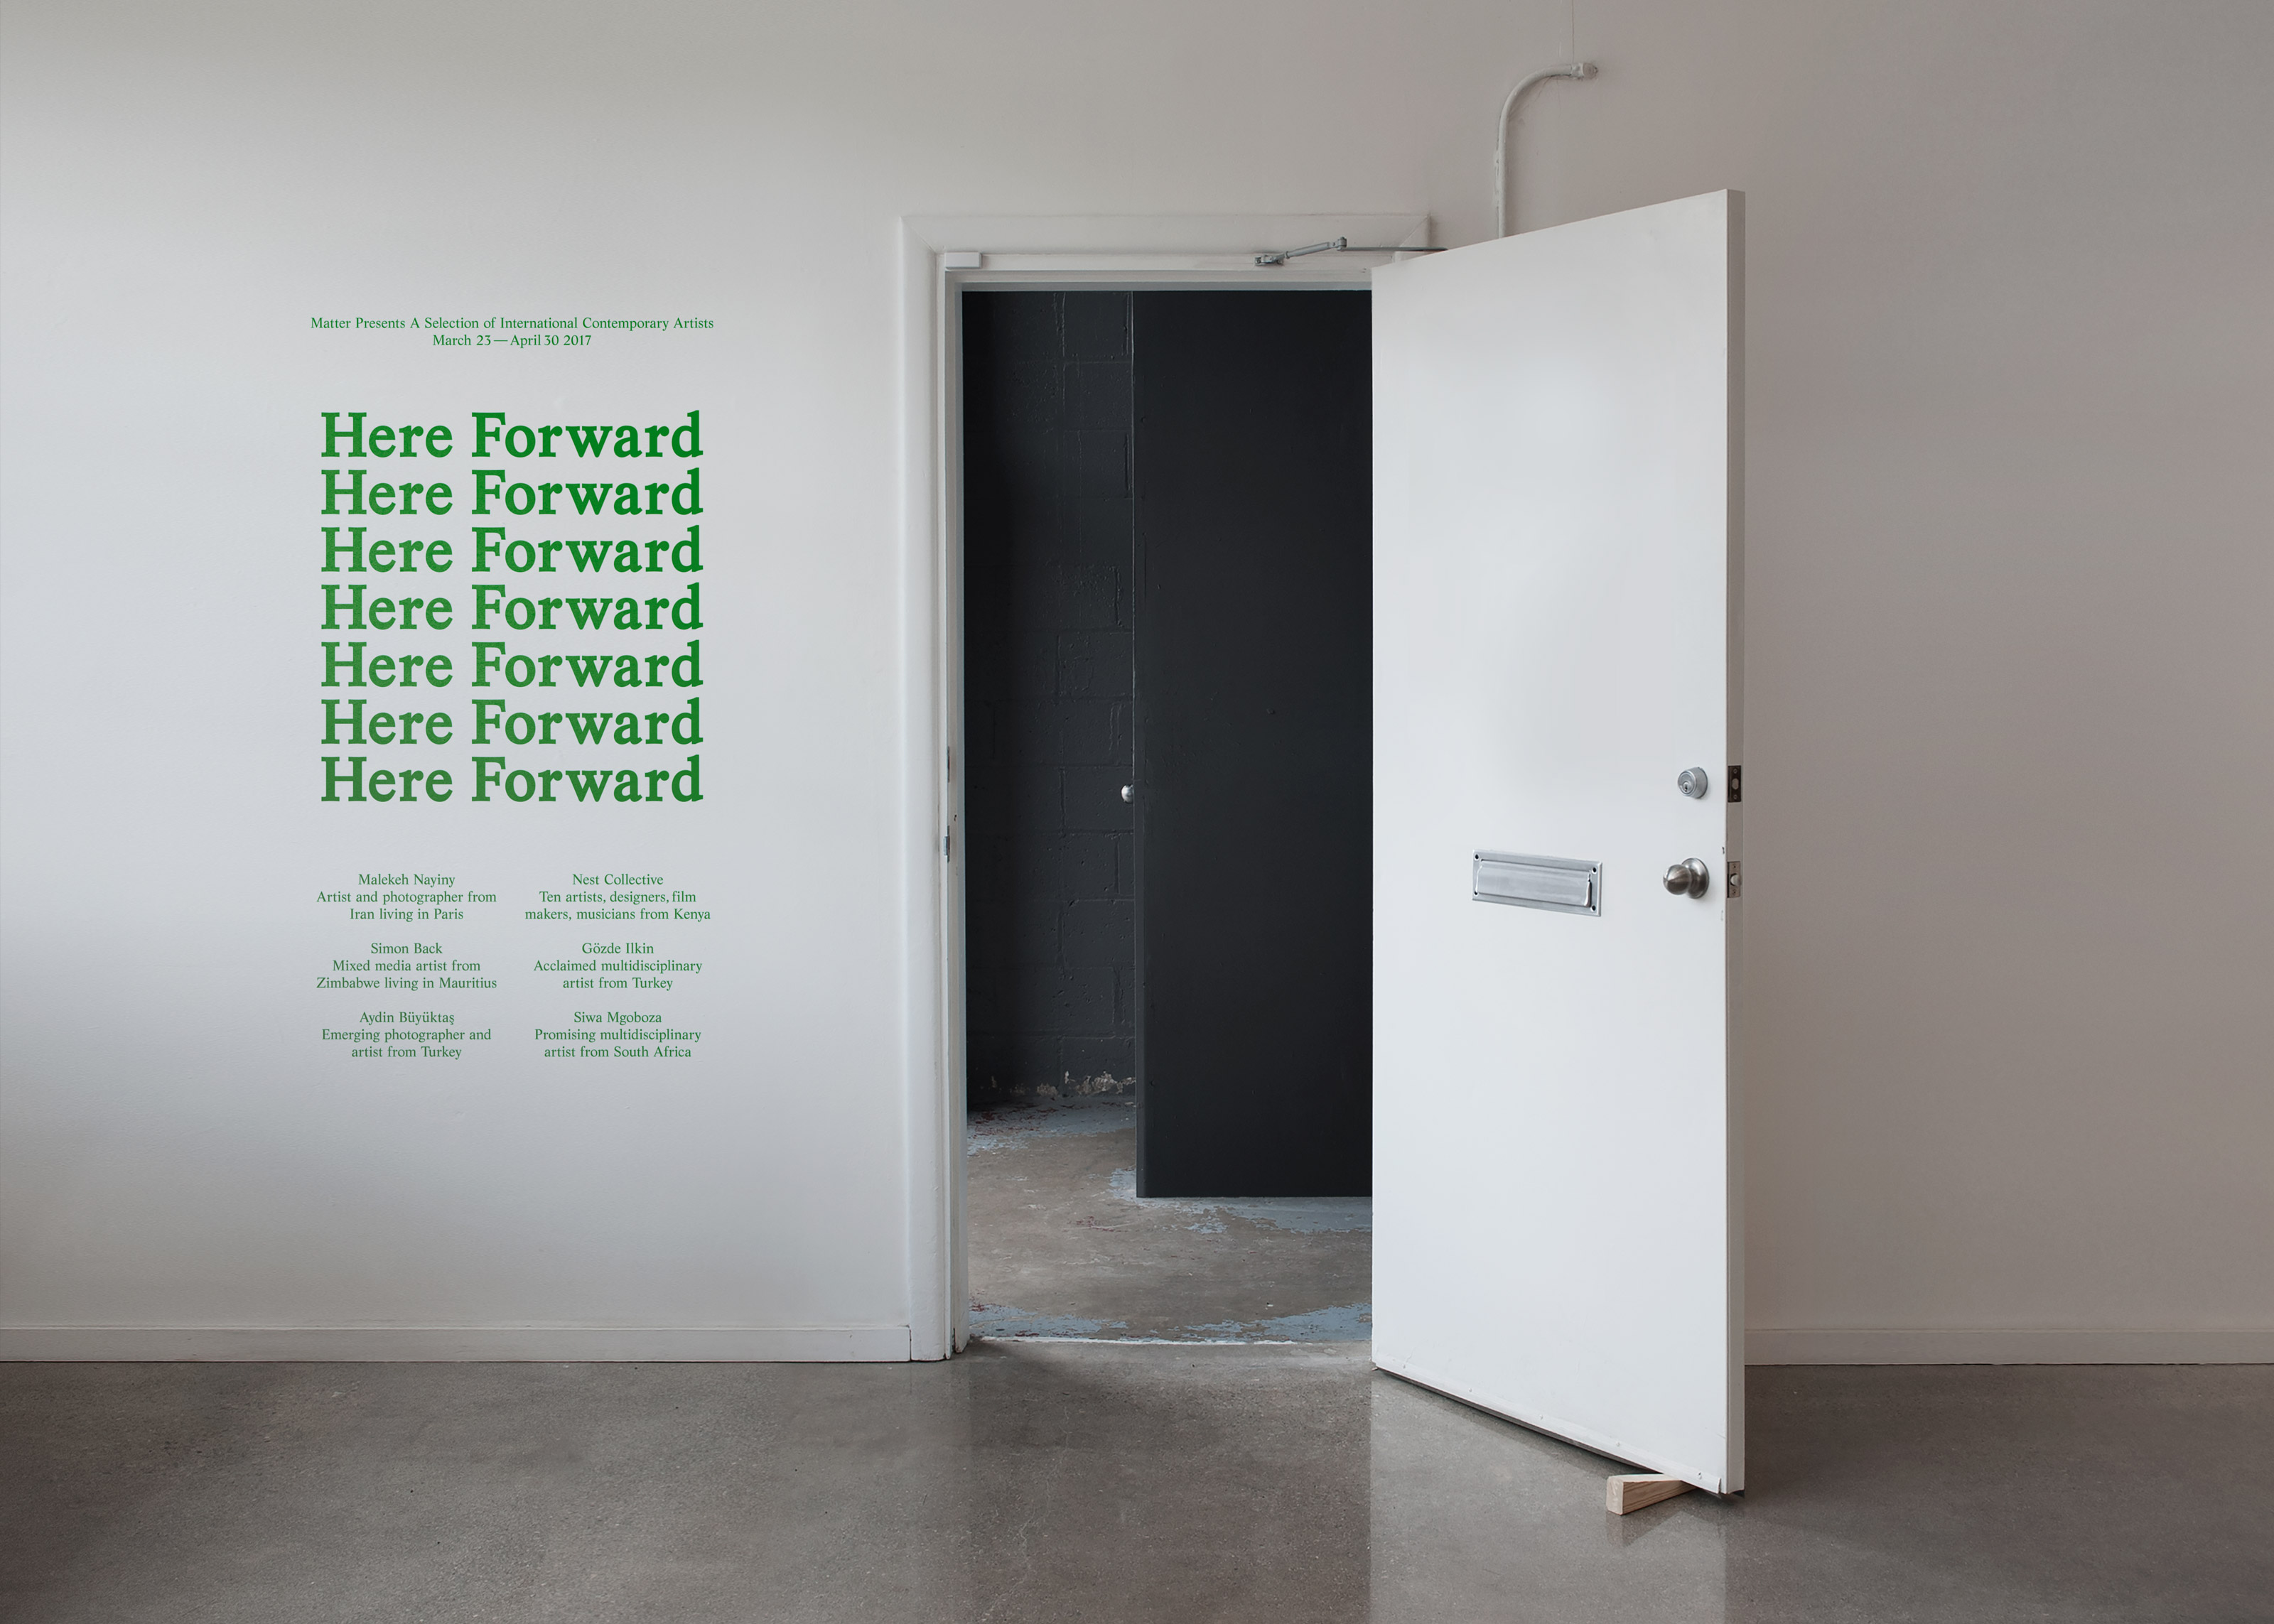 Matter Presents A Selection of International Contemporary Artists
March 23 — April 30 2017
Here Forward
Here Forward
Here Forward
Here Forward
Here Forward
Here Forward
Here Forward
Malekeh Nayiny
Artist and photographer from
Iran living in Paris
Simon Back
Mixed media artist from
Zimbabwe living in Mauritius
Aydin Büyüktaş
Emerging photographer and
artist from Turkey
Nest Collective
Ten artists, designers, film
makers, musicians from Kenya
Gözde Ilkin
Acclaimed multidisciplinary
artist from Turkey
Siwa Mgoboza
Promising multidisciplinary
artist from South Africa